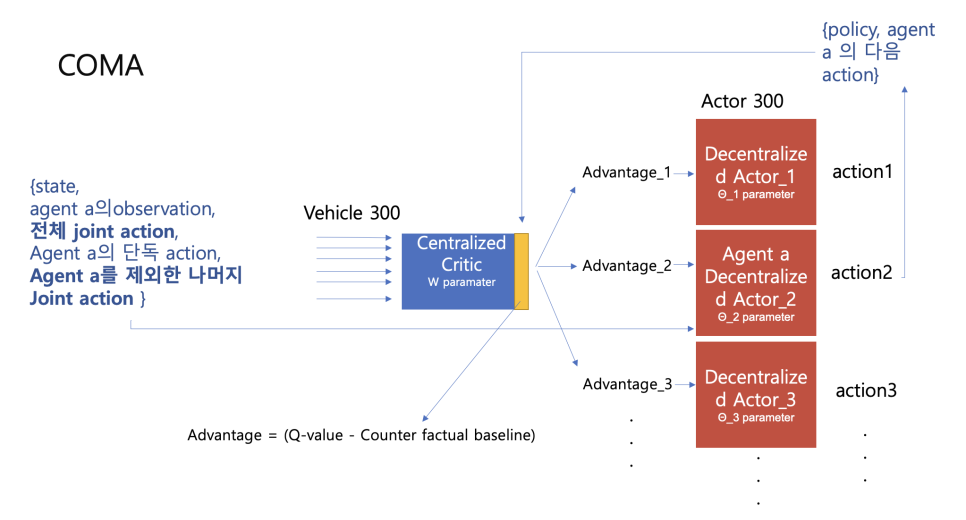 COMA
{policy, agent
a 의 다음
action}
Actor 300
Decentralize
d Actor_1
Θ_1 parameter
Advantage_1
action1
{state,
agent a의observation,
전체 joint action,
Agent a의 단독 action,
Agent a를 제외한 나머지
Joint action }
Vehicle 300
Centralized
Critic
W paramater
Advantage_2
Agent a
Decentralize
d Actor_2
Θ_2 parameter
action2
Advantage_3
Decentralize
d Actor_3
Θ_3 parameter
action3
Advantage = (Q-value - Counter factual baseline)